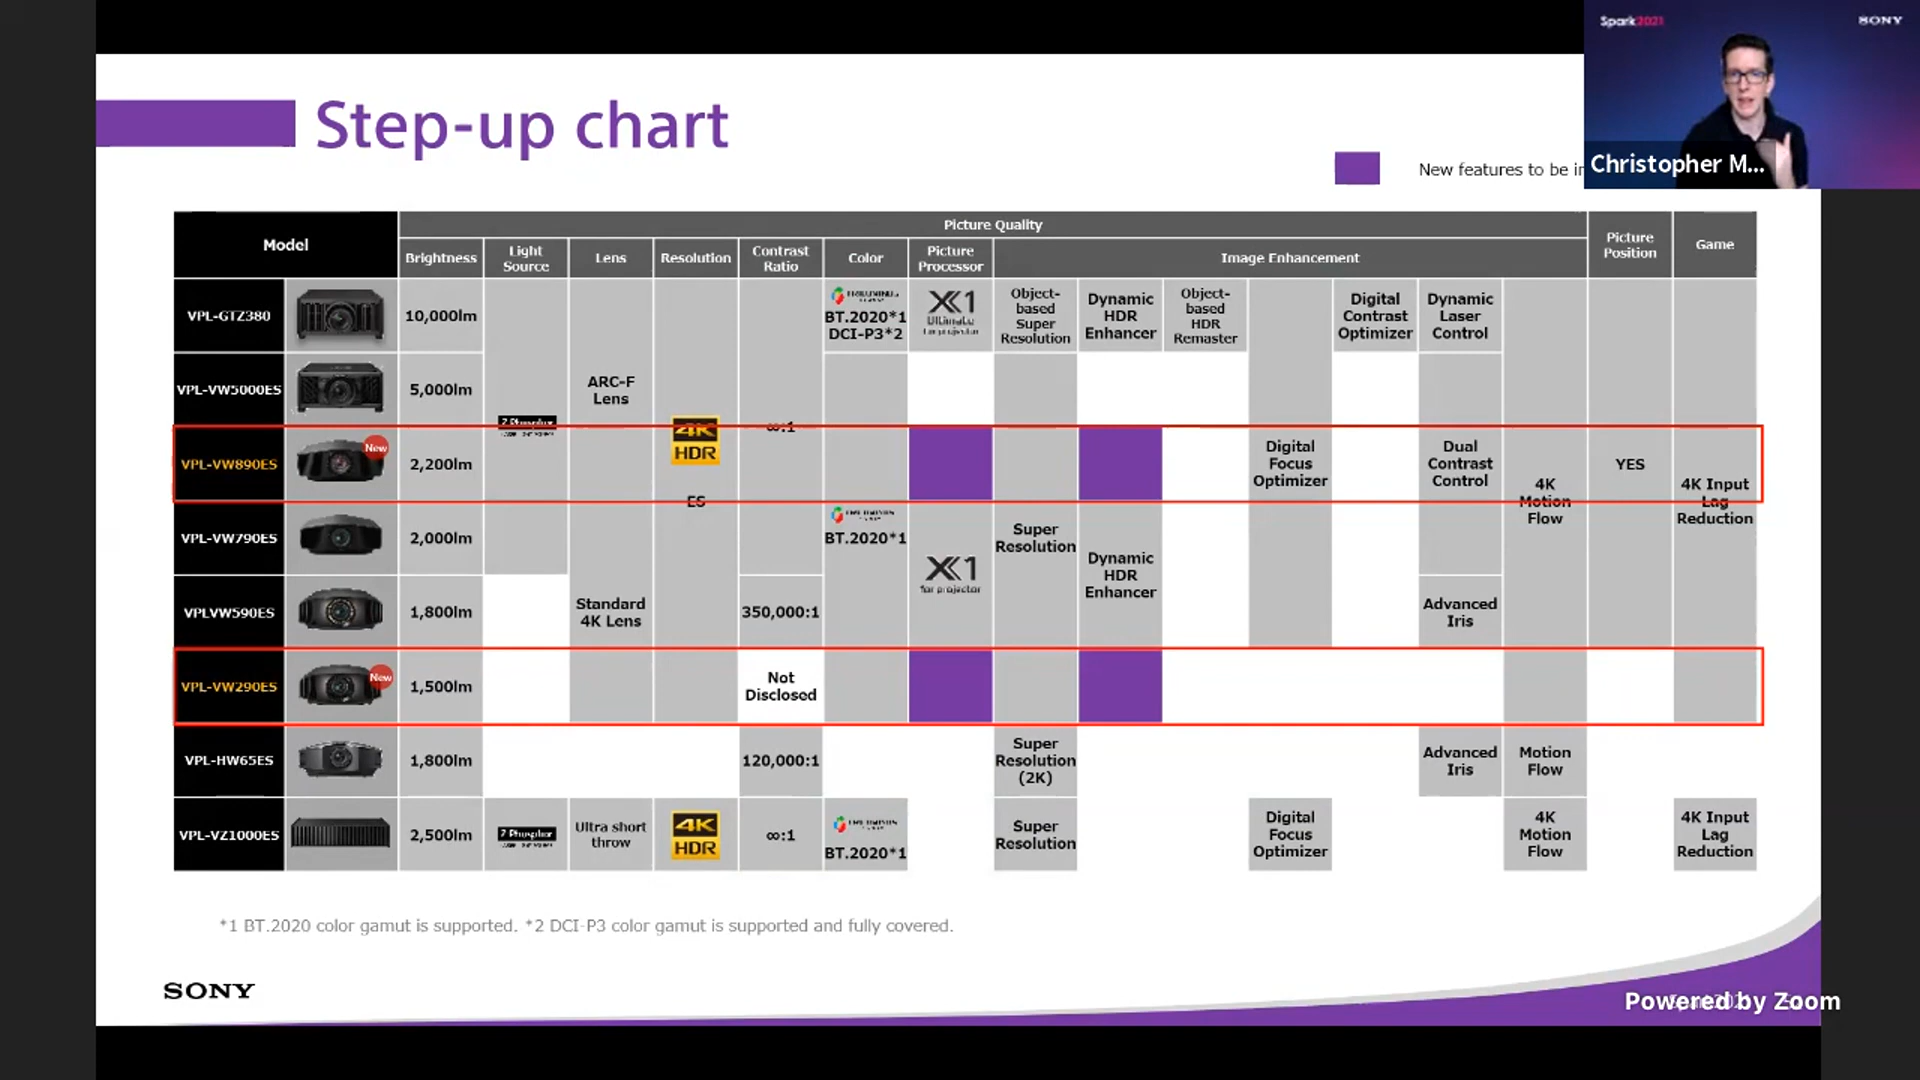 Spark2021
SONY
Christopher M...
Step-up chart
New features to be in
Model
Picture Quality
Picture
Position
Game
Brightness
Light
Source
Lens
Resolution
Contrast
Ratio
Color
Picture
Processor
Image Enhancement
VPL-GTZ380
10,000lm
BT.2020*1
DCI-P3*2
X1
Ultimate
for projector
Object-
based
Super
Resolution
Dynamic
HDR
Enhancer
Object-
based
HDR
Remaster
Digital
Contrast
Optimizer
Dynamic
Laser
Control
VPL-VW5000ES
5,000lm
ARC-F
Lens
Z-Phosphor
4K
HDR
∞:1
VPL-VW890ES
New
2,200lm
Digital
Focus
Optimizer
Dual
Contrast
Control
4K
Motion
Flow
YES
4K Input
Lag
Reduction
ES
VPL-VW790ES
2,000lm
BT.2020*1
X1
for projector
Super
Resolution
Dynamic
HDR
Enhancer
VPLVW590ES
1,800lm
Standard
4K Lens
350,000:1
Advanced
Iris
VPL-VW290ES
New
1,500lm
Not
Disclosed
VPL-HW65ES
1,800lm
120,000:1
Super
Resolution
(2K)
Advanced
Iris
Motion
Flow
VPL-VZ1000ES
2,500lm
Z-Phosphor
Ultra short
throw
4K
HDR
∞:1
BT.2020*1
Super
Resolution
Digital
Focus
Optimizer
4K
Motion
Flow
4K Input
Lag
Reduction
*1 BT.2020 color gamut is supported. *2 DCI-P3 color gamut is supported and fully covered.
SONY
Powered by Zoom